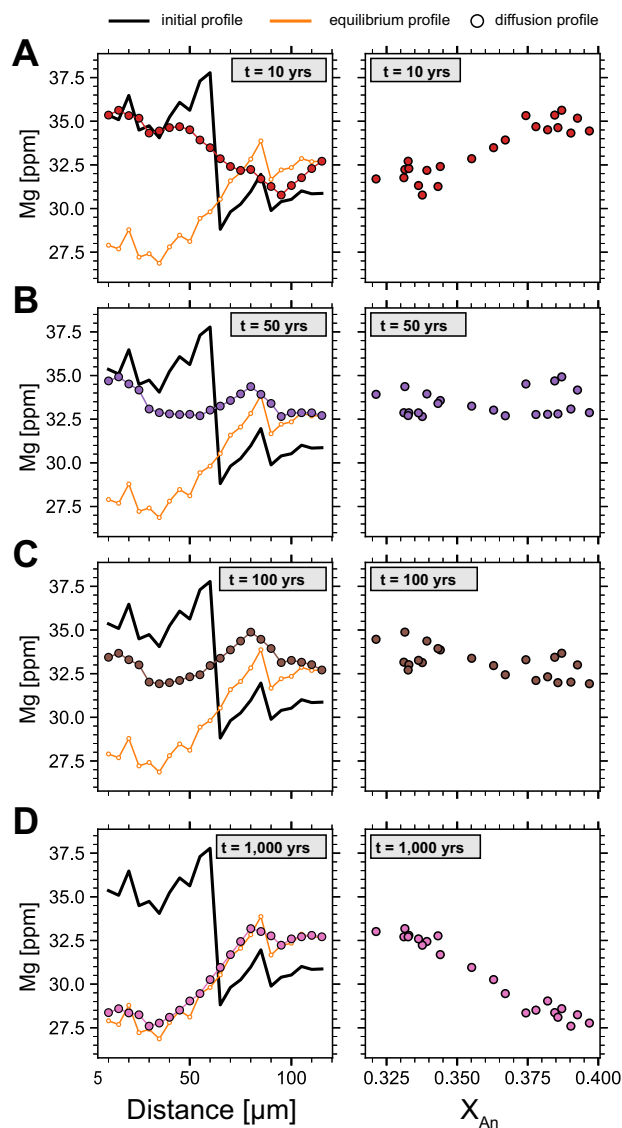 initial profile equilibrium profile diffusion profile
A
t = 10 yrs t = 10 yrs
37.5
35.0
32.5
30.0
27.5
Mg [ppm]
B
t = 50 yrs t = 50 yrs
37.5
35.0
32.5
30.0
27.5
Mg [ppm]
C
t = 100 yrs t = 100 yrs
37.5
35.0
32.5
30.0
27.5
Mg [ppm]
D
t = 1,000 yrs t = 1,000 yrs
37.5
35.0
32.5
30.0
27.5
Mg [ppm]
5 50 100 0.325 0.350 0.375 0.400
Distance [µm] X_An